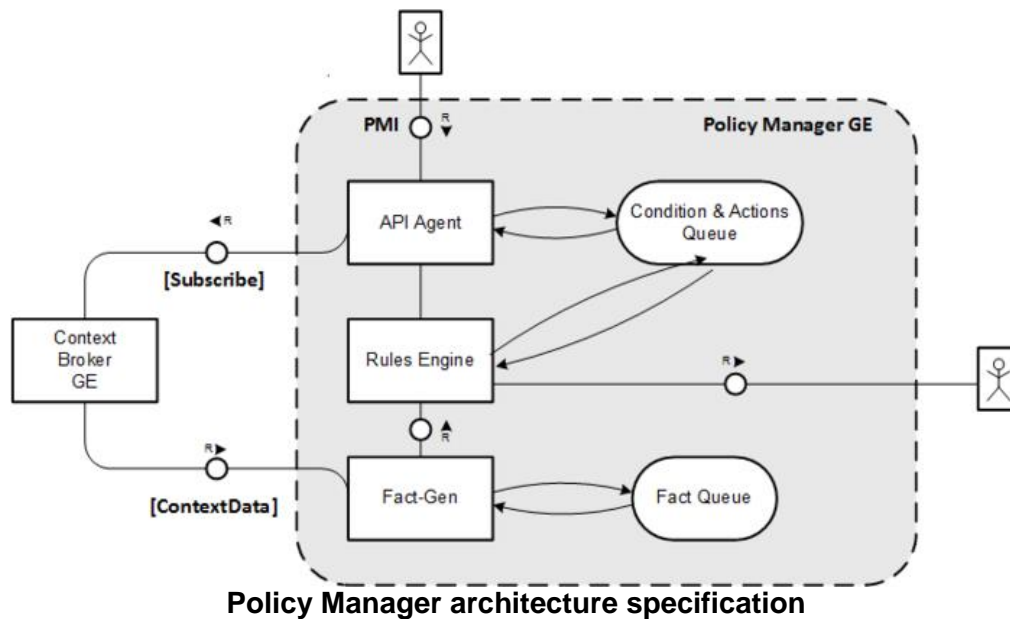 PMI
R
Policy Manager GE
API Agent
Condition & Actions
Queue
R
[Subscribe]
Context
Broker
GE
Rules Engine
R
R
R
[ContextData]
Fact-Gen
Fact Queue
Policy Manager architecture specification